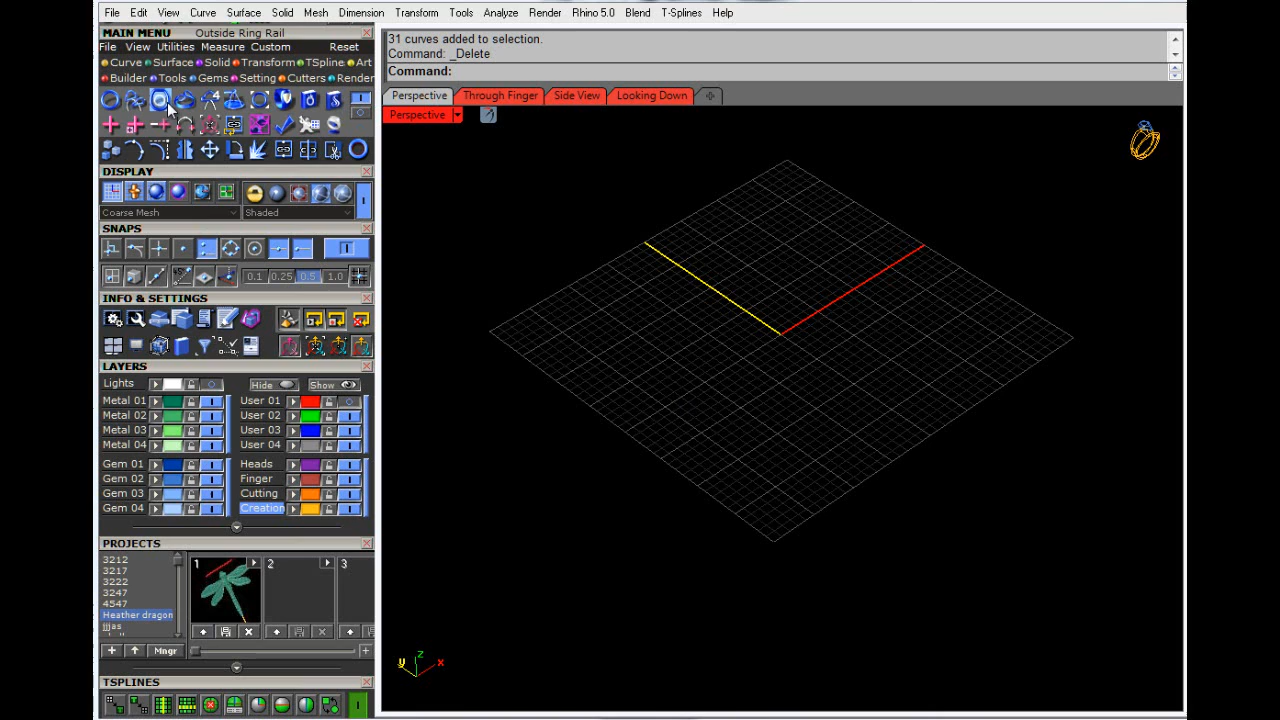 File Edit View Curve Surface Solid Mesh Dimension Transform Tools Analyze Render Rhino 5.0 Blend T-Splines Help
MAIN MENU Outside Ring Rail
File View Utilities Measure Custom Reset
Curve Surface Solid Transform TSpline Art
Builder Tools Gems Setting Cutters Render
31 curves added to selection.
Command: _Delete
Command:
Perspective Through Finger Side View Looking Down
Perspective
DISPLAY
Coarse Mesh Shaded
SNAPS
0.1 0.25 0.5 1.0
INFO & SETTINGS
LAYERS
Lights Hide Show
Metal 01 User 01
Metal 02 User 02
Metal 03 User 03
Metal 04 User 04
Gem 01 Heads
Gem 02 Finger
Gem 03 Cutting
Gem 04 Creation
PROJECTS
3212
3217
3222
3247
4547
Heather dragon
1 2 3
Mngr
TSPLINES
z
y x